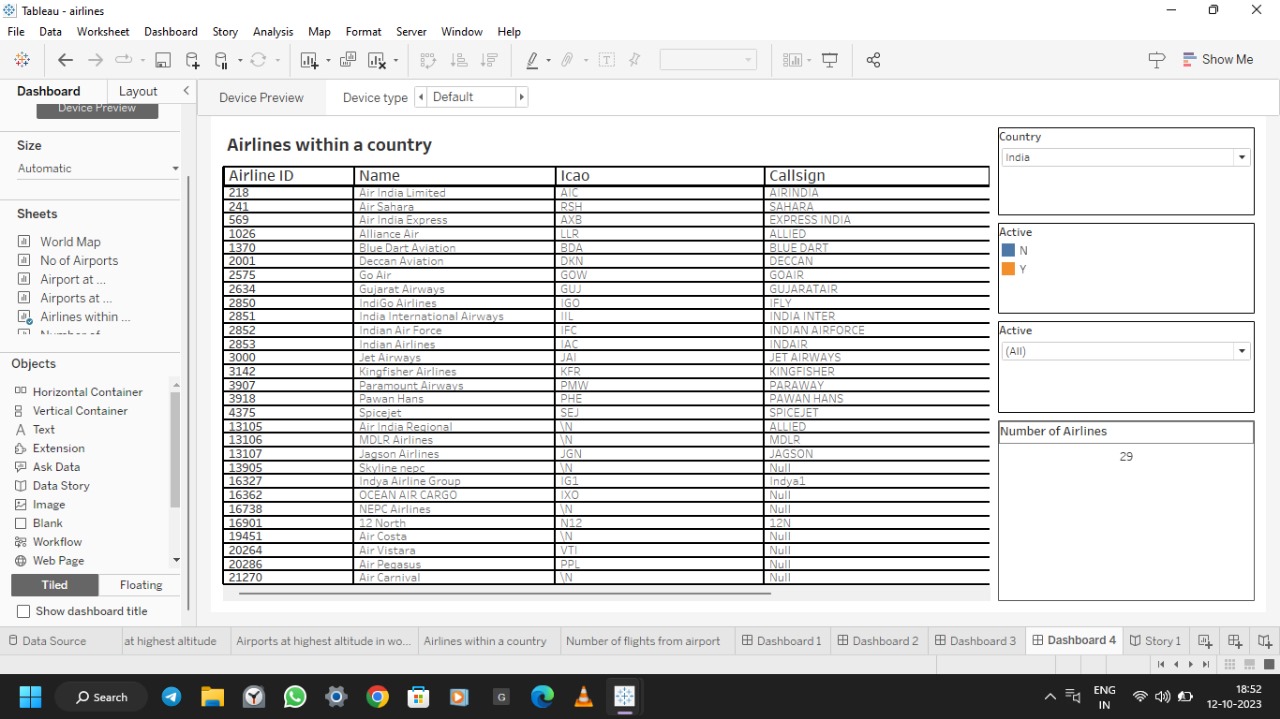 Tableau - airlines
File Data Worksheet Dashboard Story Analysis Map Format Server Window Help
Show Me
Dashboard Layout
Device Preview
Size
Automatic
Sheets
World Map
No of Airports
Airport at ...
Airports at ...
Airlines within ...
Number of
Objects
Horizontal Container
Vertical Container
Text
Extension
Ask Data
Data Story
Image
Blank
Workflow
Web Page
Tiled Floating
Show dashboard title
Device Preview Device type Default
Airlines within a country
Airline ID Name Icao Callsign
218 Air India Limited AIC AIRINDIA
241 Air Sahara RSH SAHARA
569 Air India Express AXB EXPRESS INDIA
1026 Alliance Air LLR ALLIED
1370 Blue Dart Aviation BDA BLUE DART
2001 Deccan Aviation DKN DECCAN
2575 Go Air GOW GOAIR
2634 Gujarat Airways GUJ GUJARATAIR
2850 IndiGo Airlines IGO IFLY
2851 India International Airways IIL INDIA INTER
2852 Indian Air Force IFC INDIAN AIRFORCE
2853 Indian Airlines IAC INDAIR
3000 Jet Airways JAI JET AIRWAYS
3142 Kingfisher Airlines KFR KINGFISHER
3907 Paramount Airways PMW PARAWAY
3918 Pawan Hans PHE PAWAN HANS
4375 Spicejet SEJ SPICEJET
13105 Air India Regional \N ALLIED
13106 MDLR Airlines \N MDLR
13107 Jagson Airlines JGN JAGSON
13905 Skyline nepc \N Null
16327 Indya Airline Group IG1 Indya1
16362 OCEAN AIR CARGO IXO Null
16738 NEPC Airlines \N Null
16901 12 North N12 12N
19451 Air Costa \N Null
20264 Air Vistara VTI Null
20286 Air Pegasus PPL Null
21270 Air Carnival \N Null
Country
India
Active
N
Y
Active
(All)
Number of Airlines
29
Data Source at highest altitude Airports at highest altitude in wo... Airlines within a country Number of flights from airport Dashboard 1 Dashboard 2 Dashboard 3 Dashboard 4 Story 1
Search
G
ENG
IN
18:52
12-10-2023